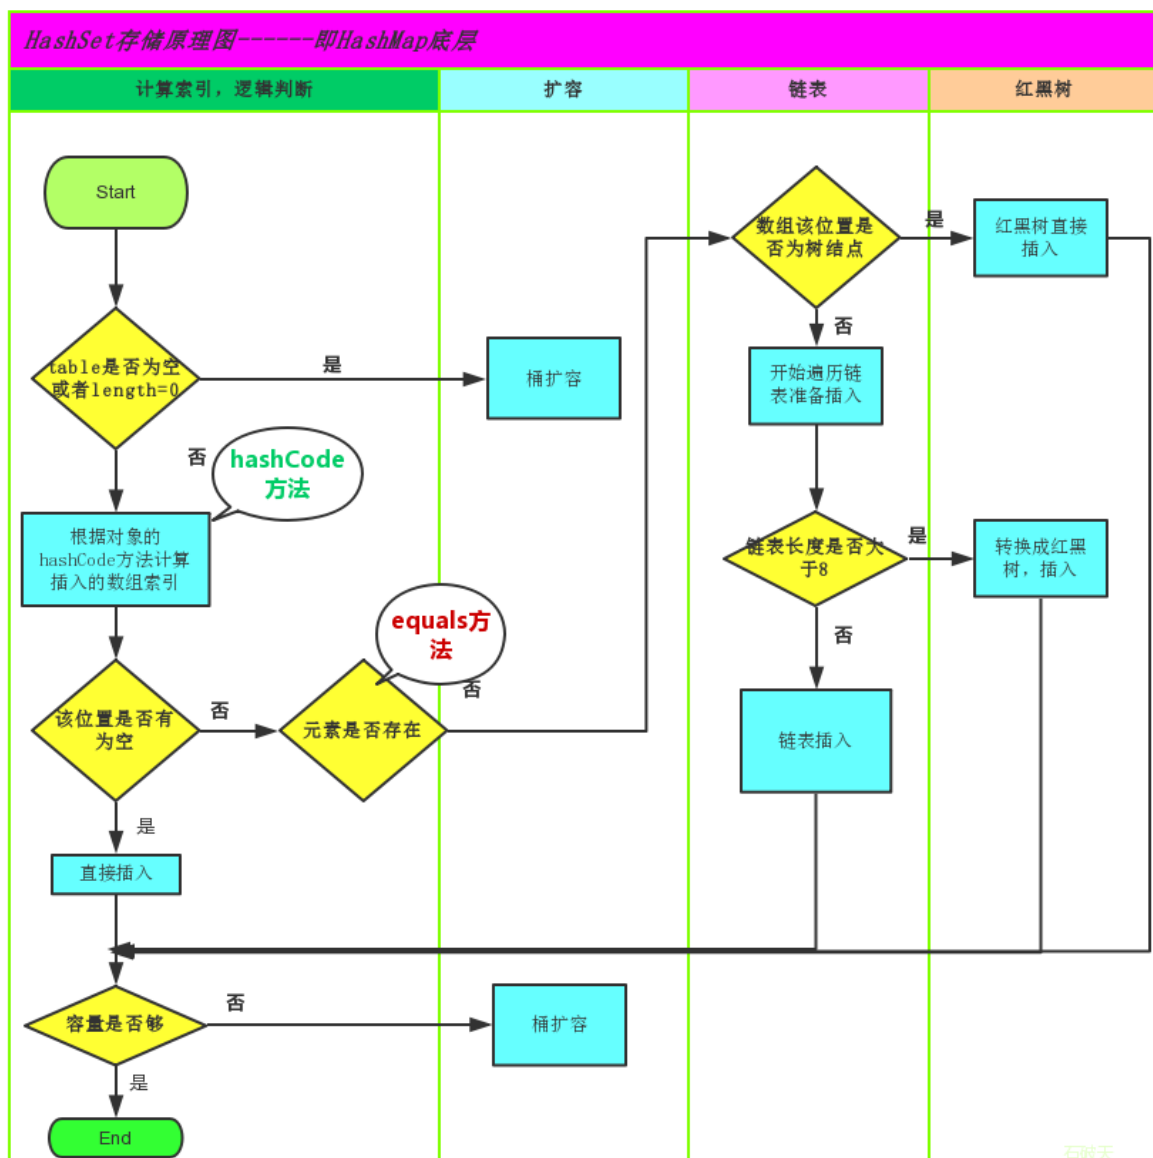 HashSet存储原理图------即HashMap底层
计算索引，逻辑判断
扩容
链表
红黑树
Start
table是否为空
或者length=0
是
桶扩容
否
hashCode
方法
根据对象的
hashCode方法计算
插入的数组索引
该位置是否有
为空
否
元素是否存在
equals方
法
否
是
直接插入
容量是否够
否
桶扩容
是
End
数组该位置是
否为树结点
是
红黑树直接
插入
否
开始遍历链
表准备插入
链表长度是否大
于8
是
转换成红黑
树，插入
否
链表插入